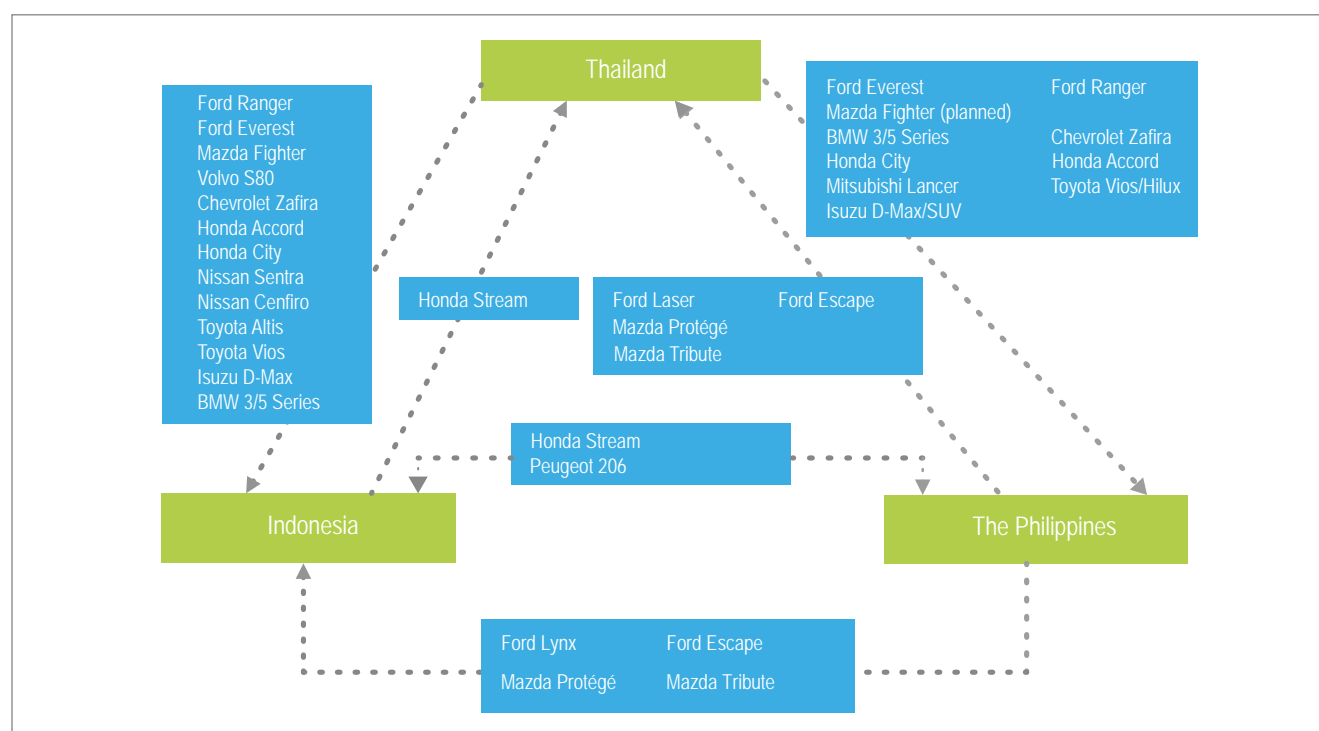 Thailand
Ford Ranger
Ford Everest
Mazda Fighter
Volvo S80
Chevrolet Zafira
Honda Accord
Honda City
Nissan Sentra
Nissan Cenfiro
Toyota Altis
Toyota Vios
Isuzu D-Max
BMW 3/5 Series
Ford Everest Ford Ranger
Mazda Fighter (planned)
BMW 3/5 Series Chevrolet Zafira
Honda City Honda Accord
Mitsubishi Lancer Toyota Vios/Hilux
Isuzu D-Max/SUV
Honda Stream
Ford Laser Ford Escape
Mazda Protégé
Mazda Tribute
Honda Stream
Peugeot 206
Indonesia
The Philippines
Ford Lynx Ford Escape
Mazda Protégé Mazda Tribute